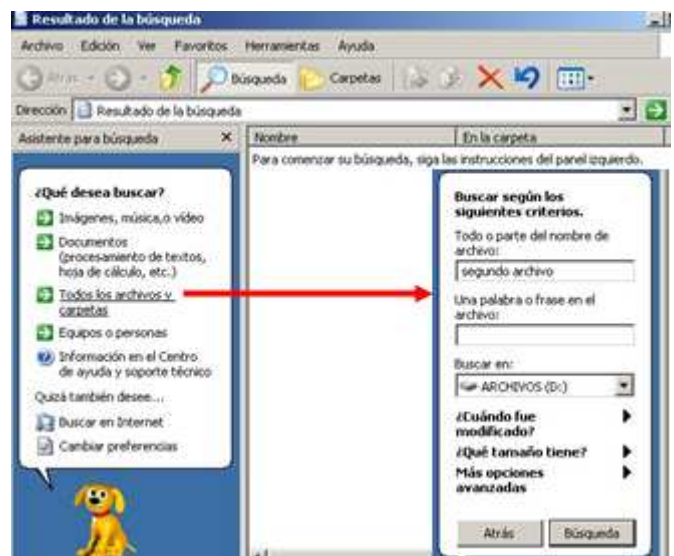 Resultado de la búsqueda
Archivo Edición Ver Favoritos Herramientas Ayuda
Atrás Búsqueda Carpetas
Dirección Resultado de la búsqueda
Asistente para búsqueda Nombre En la carpeta
Para comenzar su búsqueda, siga las instrucciones del panel izquierdo.
¿Qué desea buscar?
Imágenes, música,o vídeo
Documentos
(procesamiento de textos,
hoja de cálculo, etc.)
Todos los archivos y
carpetas
Equipos o personas
Información en el Centro
de ayuda y soporte técnico
Quizá también desee...
Buscar en Internet
Cambiar preferencias
Buscar según los
siguientes criterios.
Todo o parte del nombre de
archivo:
segundo archivo
Una palabra o frase en el
archivo:
Buscar en:
ARCHIVOS (D:)
¿Cuándo fue
modificado?
¿Qué tamaño tiene?
Más opciones
avanzadas
Atrás Búsqueda